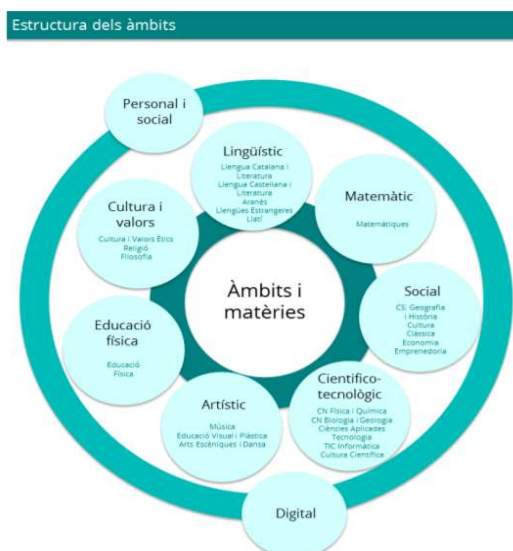 Estructura dels àmbits
Personal i
social
Lingüístic
Llengua Catalana i
Literatura
Llengua Castellana i
Literatura
Aranès
Llengües Estrangeres
Llatí
Matemàtic
Matemàtiques
Cultura i
valors
Cultura i Valors Ètics
Religió
Filosofia
Àmbits i
matèries
Social
CS: Geografia
i Història
Cultura
Clàssica
Economia
Emprenedoria
Educació
física
Educació
Física
Científico-
tecnològic
CN Física i Química
CN Biologia i Geologia
Ciències Aplicades
Tecnologia
TIC Informàtica
Cultura Científica
Artístic
Música
Educació Visual i Plàstica
Arts Escèniques i Dansa
Digital